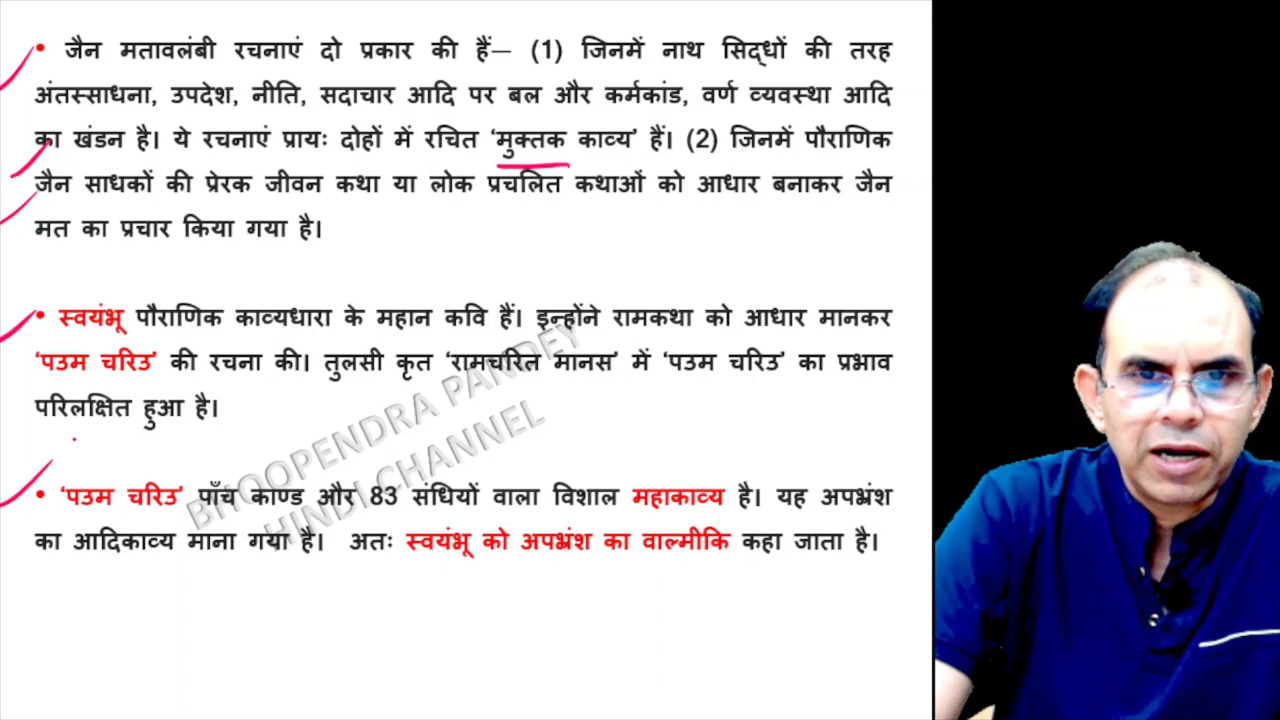 • जैन मतावलंबी रचनाएं दो प्रकार की हैं— (1) जिनमें नाथ सिद्धों की तरह
अंतस्साधना, उपदेश, नीति, सदाचार आदि पर बल और कर्मकांड, वर्ण व्यवस्था आदि
का खंडन है। ये रचनाएं प्रायः दोहों में रचित ‘मुक्तक काव्य’ हैं। (2) जिनमें पौराणिक
जैन साधकों की प्रेरक जीवन कथा या लोक प्रचलित कथाओं को आधार बनाकर जैन
मत का प्रचार किया गया है।
• स्वयंभू पौराणिक काव्यधारा के महान कवि हैं। इन्होंने रामकथा को आधार मानकर
‘पउम चरिउ’ की रचना की। तुलसी कृत ‘रामचरित मानस’ में ‘पउम चरिउ’ का प्रभाव
परिलक्षित हुआ है।
• ‘पउम चरिउ’ पाँच काण्ड और 83 संधियों वाला विशाल महाकाव्य है। यह अपभ्रंश
का आदिकाव्य माना गया है। अतः स्वयंभू को अपभ्रंश का वाल्मीकि कहा जाता है।
BHOOPENDRA PANDEY
HINDI CHANNEL